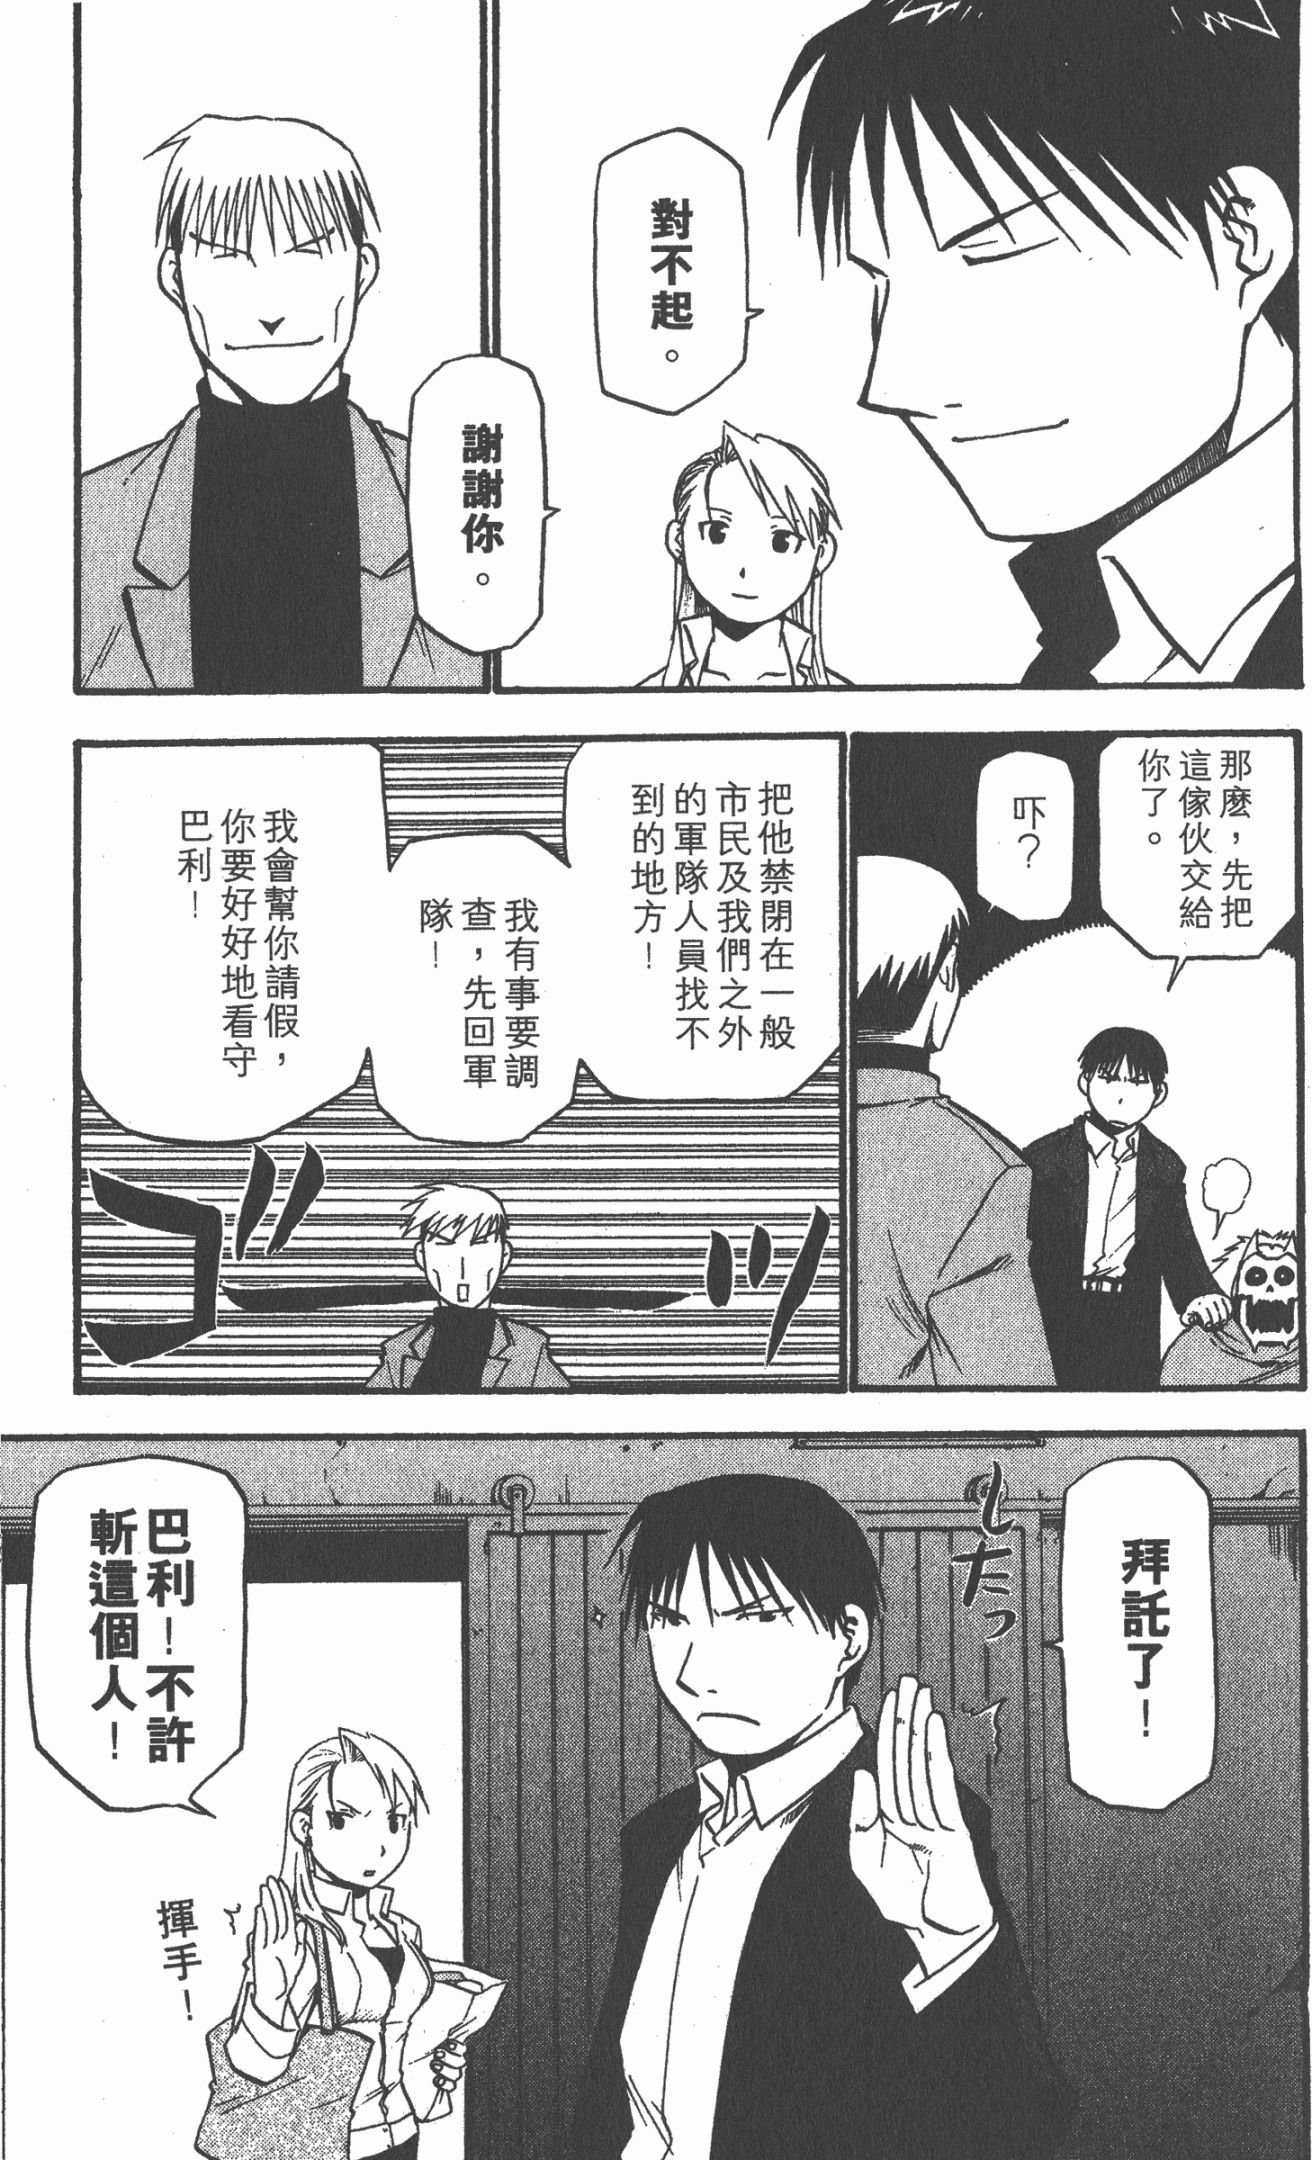 對不起。
謝謝你。
那麼，先把
這傢伙交給
你了。
吓？
把他禁閉在一般
市民及我們之外
的軍隊人員找不
到的地方！
我有事要調
查，先回軍
隊！
我會幫你請假，
你要好好地看守
巴利！
ゴーッ
拜託了！
したっ
巴利！不許
斬這個人！
揮手！